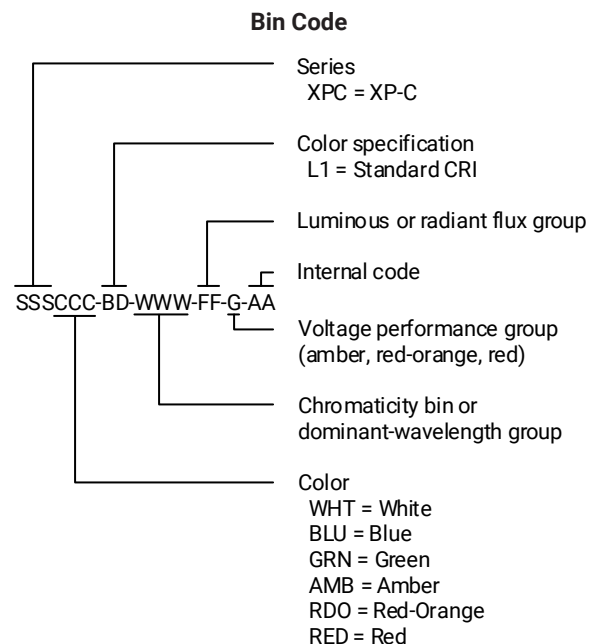 Bin Code
Series
XPC = XP-C
Color specification
L1 = Standard CRI
Luminous or radiant flux group
Internal code
SSSCCC-BD-WWW-FF-G-AA
Voltage performance group
(amber, red-orange, red)
Chromaticity bin or
dominant-wavelength group
Color
WHT = White
BLU = Blue
GRN = Green
AMB = Amber
RDO = Red-Orange
RED = Red